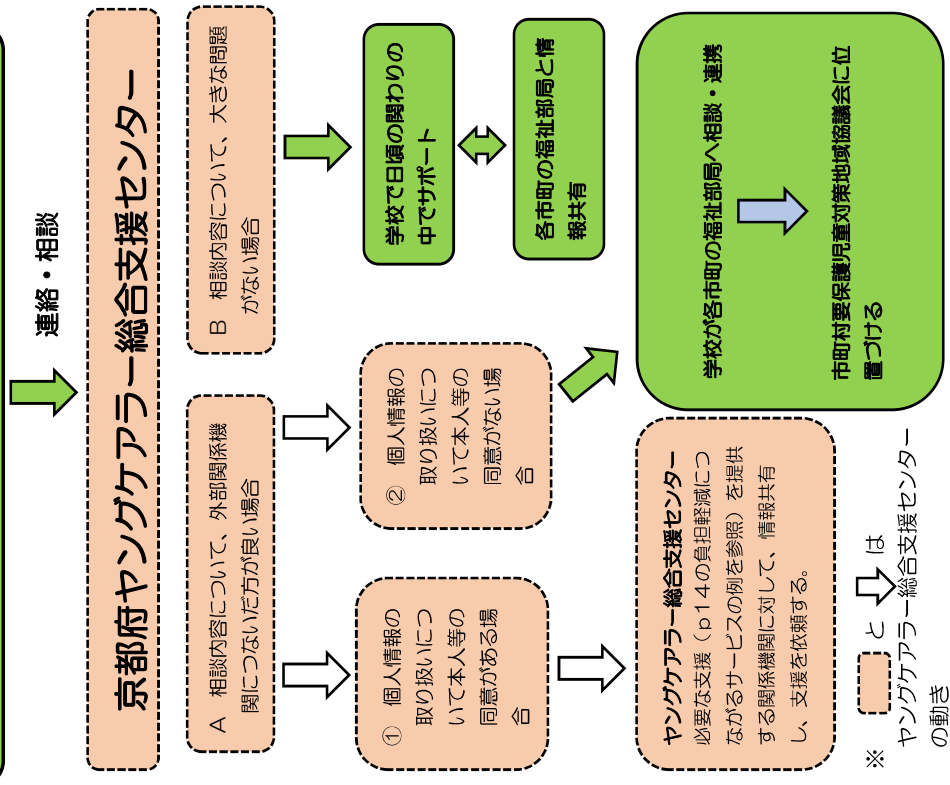 連絡・相談
京都府ヤングケアラー総合支援センター
A 相談内容について、外部関係機
関につないだ方が良い場合
B 相談内容について、大きな問題
がない場合
① 個人情報の
取り扱いにつ
いて本人等の
同意がある場
合
② 個人情報の
取り扱いにつ
いて本人等の
同意がない場
合
学校で日頃の関わりの
中でサポート
各市町の福祉部局と情
報共有
ヤングケアラー総合支援センター
必要な支援(p14の負担軽減につ
ながるサービスの例を参照)を提供
する関係機関に対して、情報共有
し、支援を依頼する。
学校が各市町の福祉部局へ相談・連携
市町村要保護児童対策地域協議会に位
置づける
※ と は
ヤングケアラー総合支援センター
の動き